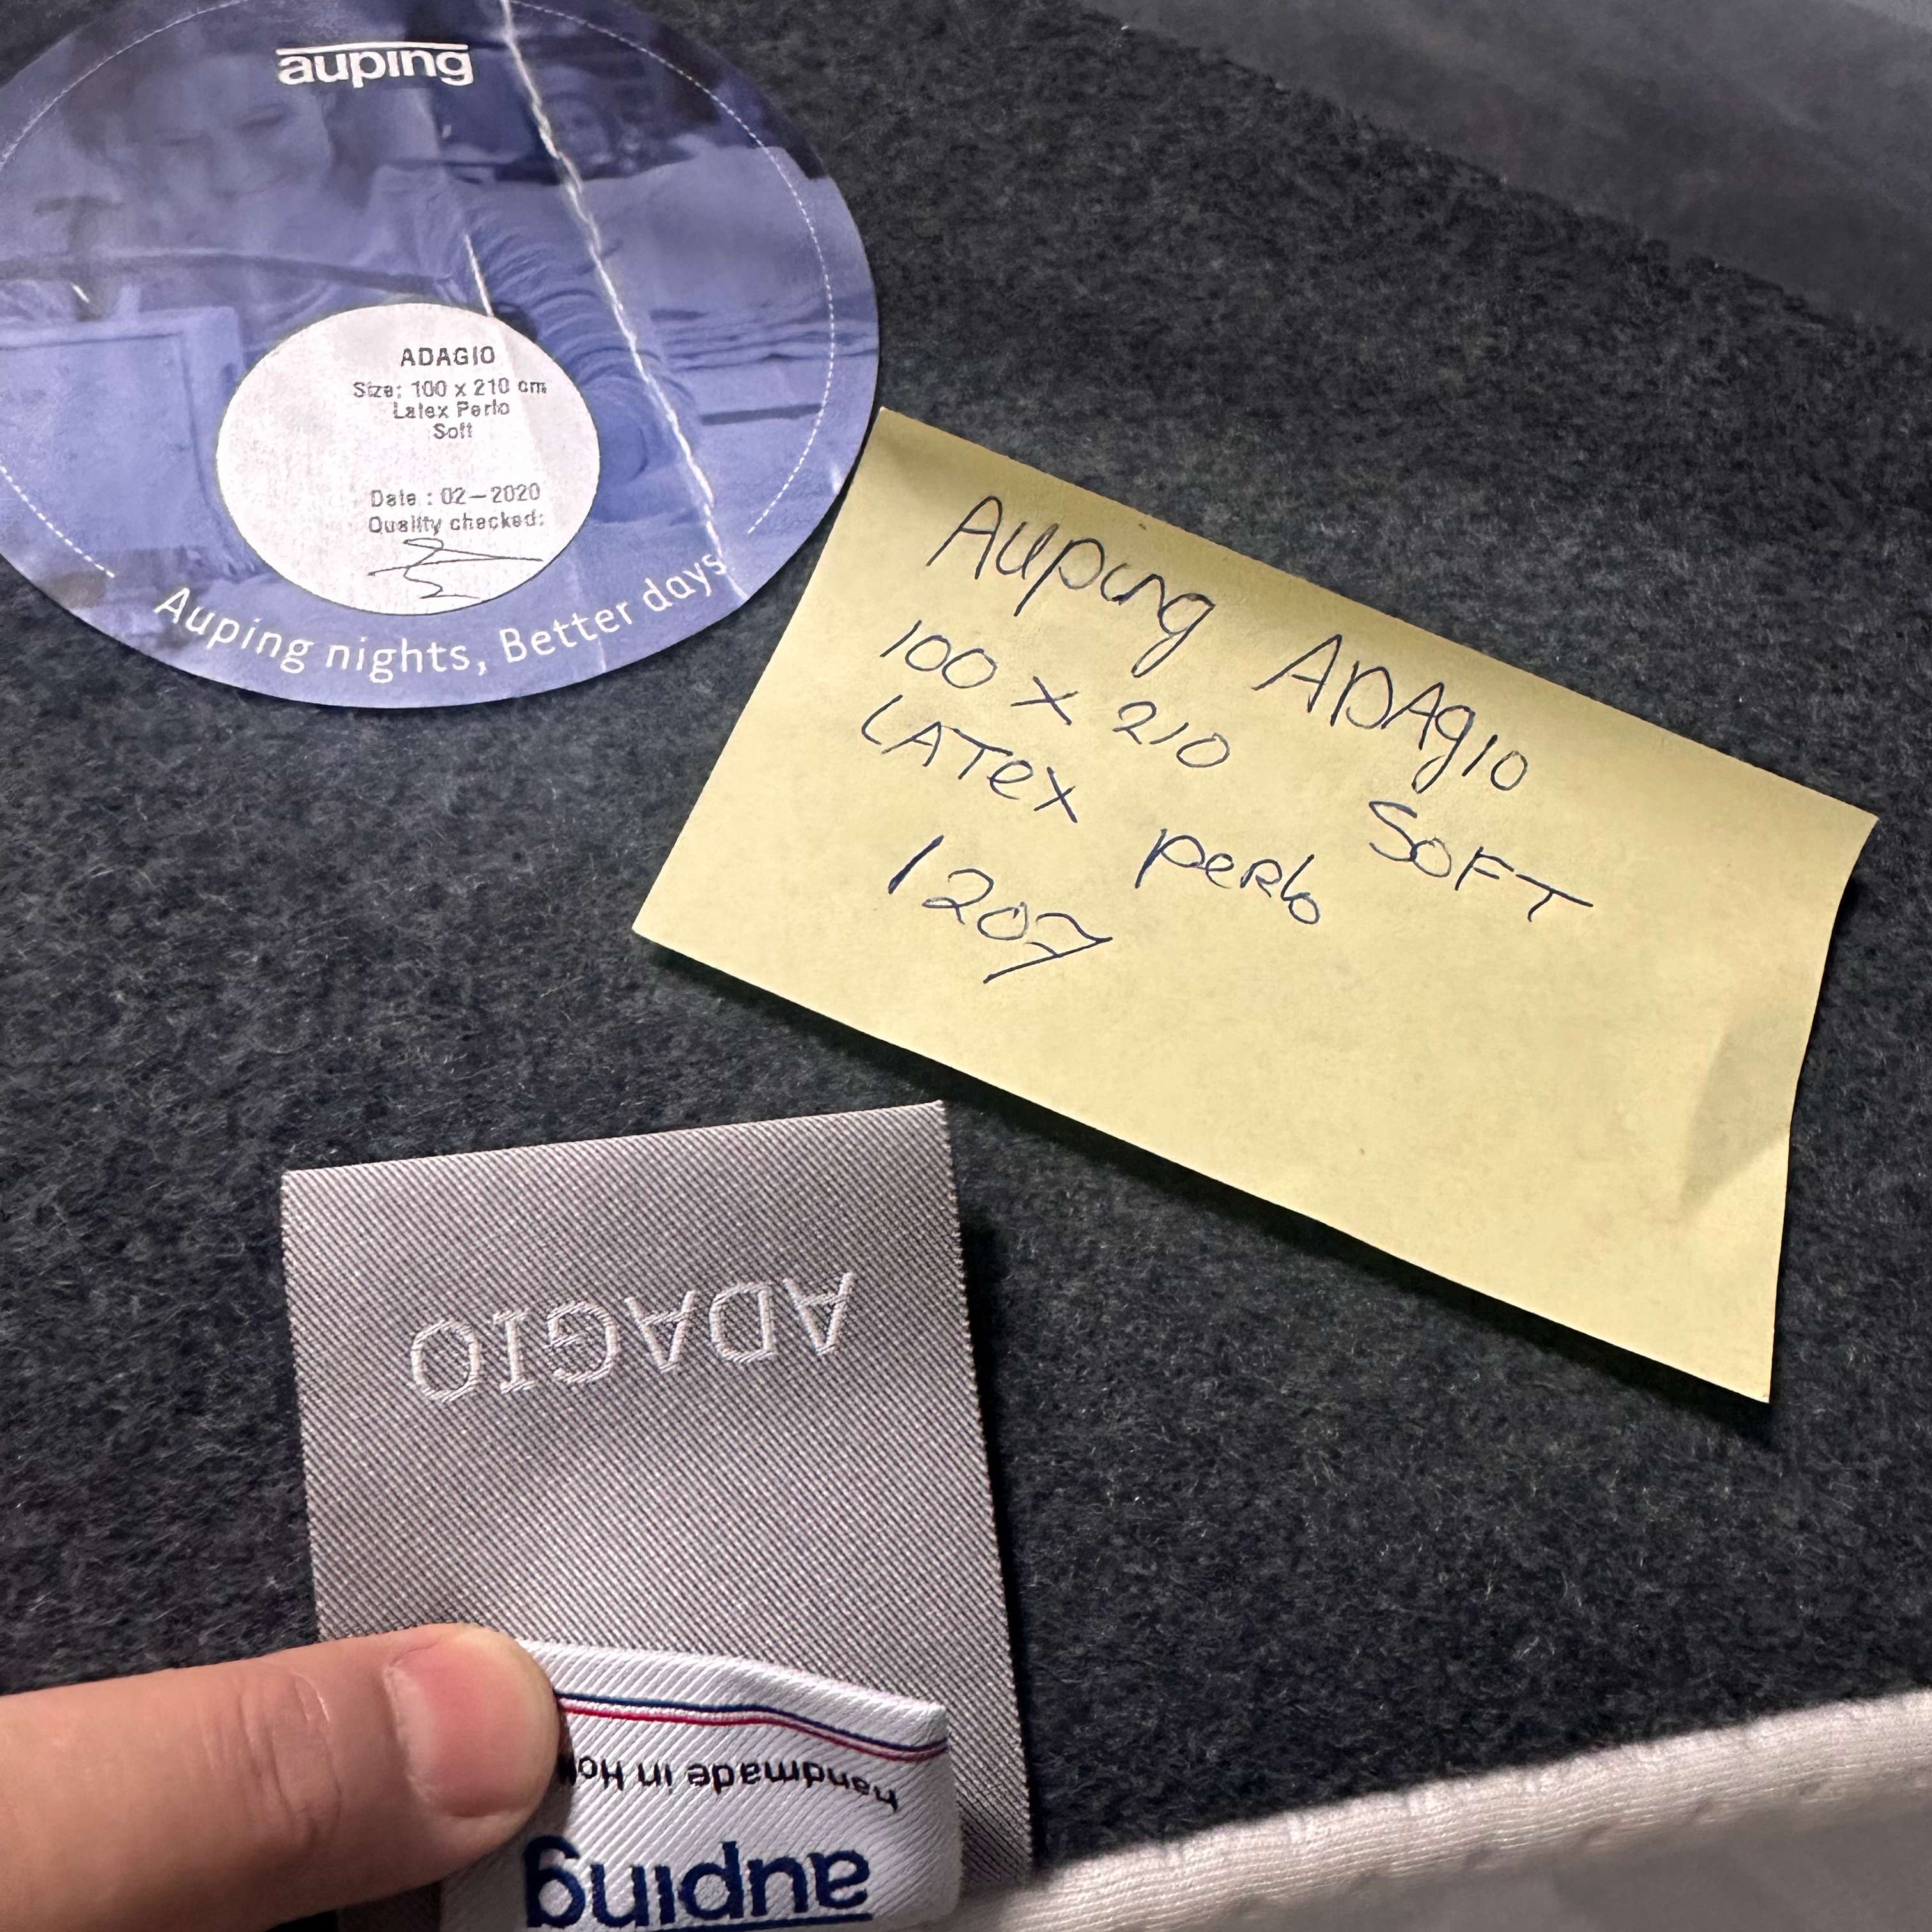 auping
ADAGIO
Size: 100 x 210 cm
Latex Perlo
Soft
Date : 02-2020
Quality checked:
Auping nights, Better days
Auping ADAgio
100 x 210 SOFT
LATex perlo
1207
ADAGIO
handmade in Ho
auping